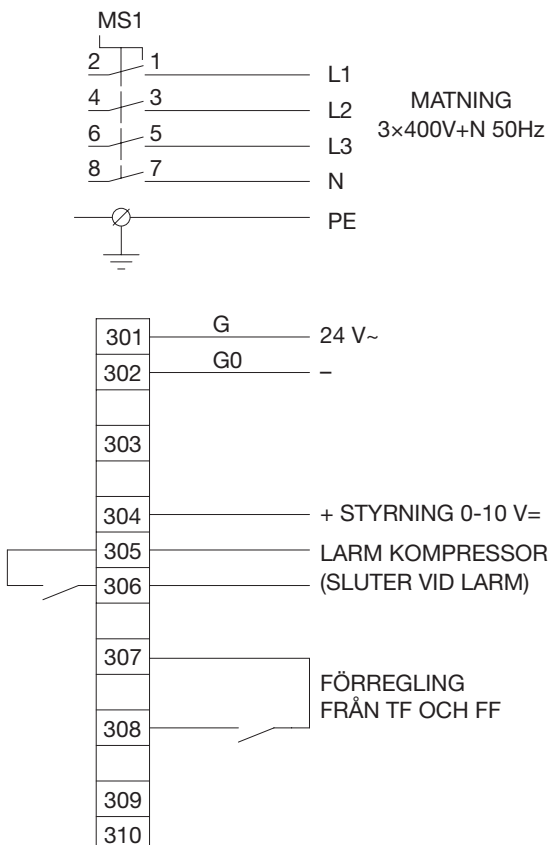 MS1
2 1 L1
4 3 L2
6 5 L3
8 7 N
MATNING
3×400V+N 50Hz
PE
301 G 24 V~
302 G0 –
303
304 + STYRNING 0-10 V=
305 LARM KOMPRESSOR
306 (SLUTER VID LARM)
307
FÖRREGLING
FRÅN TF OCH FF
308
309
310